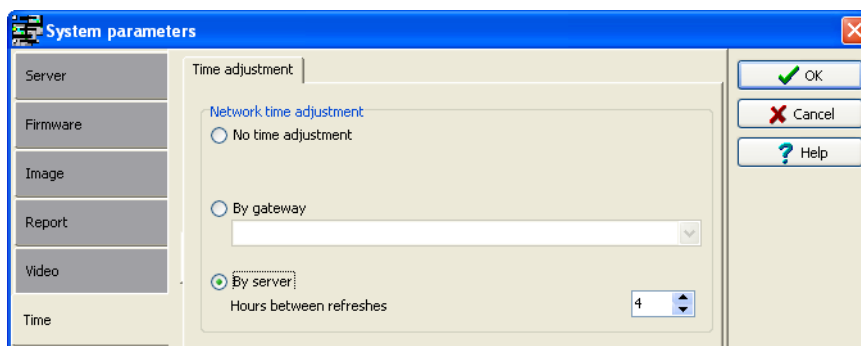 System parameters
Server
Firmware
Image
Report
Video
Time
Time adjustment
Network time adjustment
No time adjustment
By gateway
By server
Hours between refreshes 4
OK
Cancel
Help